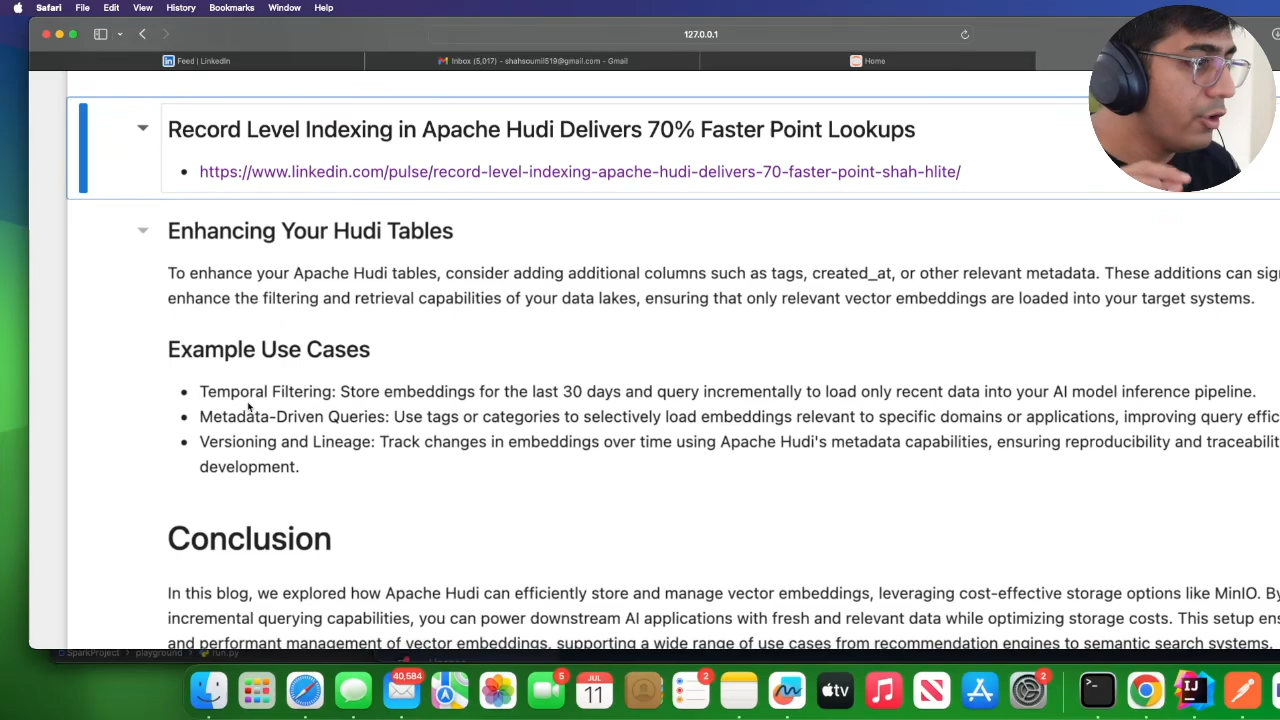 Safari File Edit View History Bookmarks Window Help
127.0.0.1
Feed | LinkedIn
Inbox (5,017) - shahsoumil519@gmail.com - Gmail
Home
Record Level Indexing in Apache Hudi Delivers 70% Faster Point Lookups
• https://www.linkedin.com/pulse/record-level-indexing-apache-hudi-delivers-70-faster-point-shah-hlite/
Enhancing Your Hudi Tables
To enhance your Apache Hudi tables, consider adding additional columns such as tags, created_at, or other relevant metadata. These additions can sig
enhance the filtering and retrieval capabilities of your data lakes, ensuring that only relevant vector embeddings are loaded into your target systems.
Example Use Cases
• Temporal Filtering: Store embeddings for the last 30 days and query incrementally to load only recent data into your AI model inference pipeline.
• Metadata-Driven Queries: Use tags or categories to selectively load embeddings relevant to specific domains or applications, improving query effic
• Versioning and Lineage: Track changes in embeddings over time using Apache Hudi's metadata capabilities, ensuring reproducibility and traceabilit
development.
Conclusion
In this blog, we explored how Apache Hudi can efficiently store and manage vector embeddings, leveraging cost-effective storage options like MinIO. By
incremental querying capabilities, you can power downstream AI applications with fresh and relevant data while optimizing storage costs. This setup ens
and performant management of vector embeddings, supporting a wide range of use cases from recommendation engines to semantic search systems.
SparkProject › playground › run.py
40,584
5
JUL
11
2
tv
2
IJ